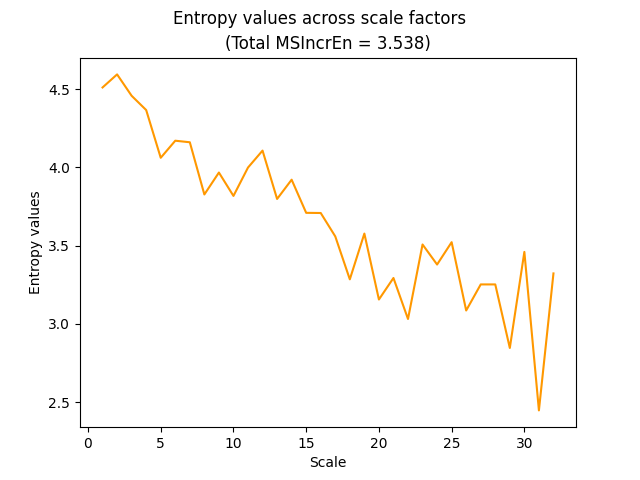 Entropy values across scale factors
(Total MSIncrEn = 3.538)
4.5
4.0
3.5
3.0
2.5
Entropy values
0 5 10 15 20 25 30
Scale